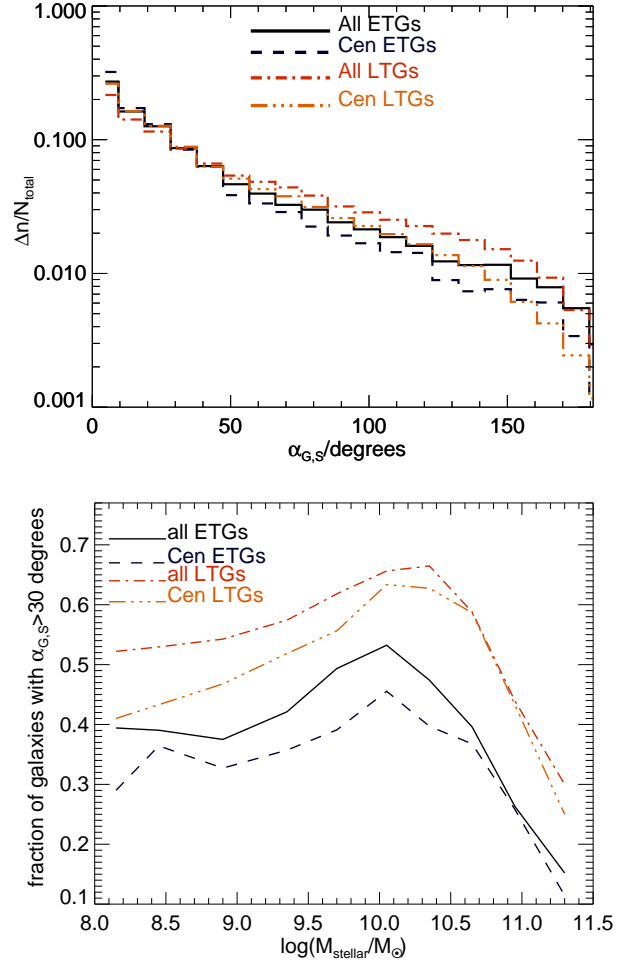 1.000
0.100
0.010
0.001
Δn/N_total
All ETGs
Cen ETGs
All LTGs
Cen LTGs
0 50 100 150
α_G,S/degrees
0.7
0.6
0.5
0.4
0.3
0.2
0.1
fraction of galaxies with α_G,S>30 degrees
all ETGs
Cen ETGs
all LTGs
Cen LTGs
8.0 8.5 9.0 9.5 10.0 10.5 11.0 11.5
log(M_stellar/M_⊙)